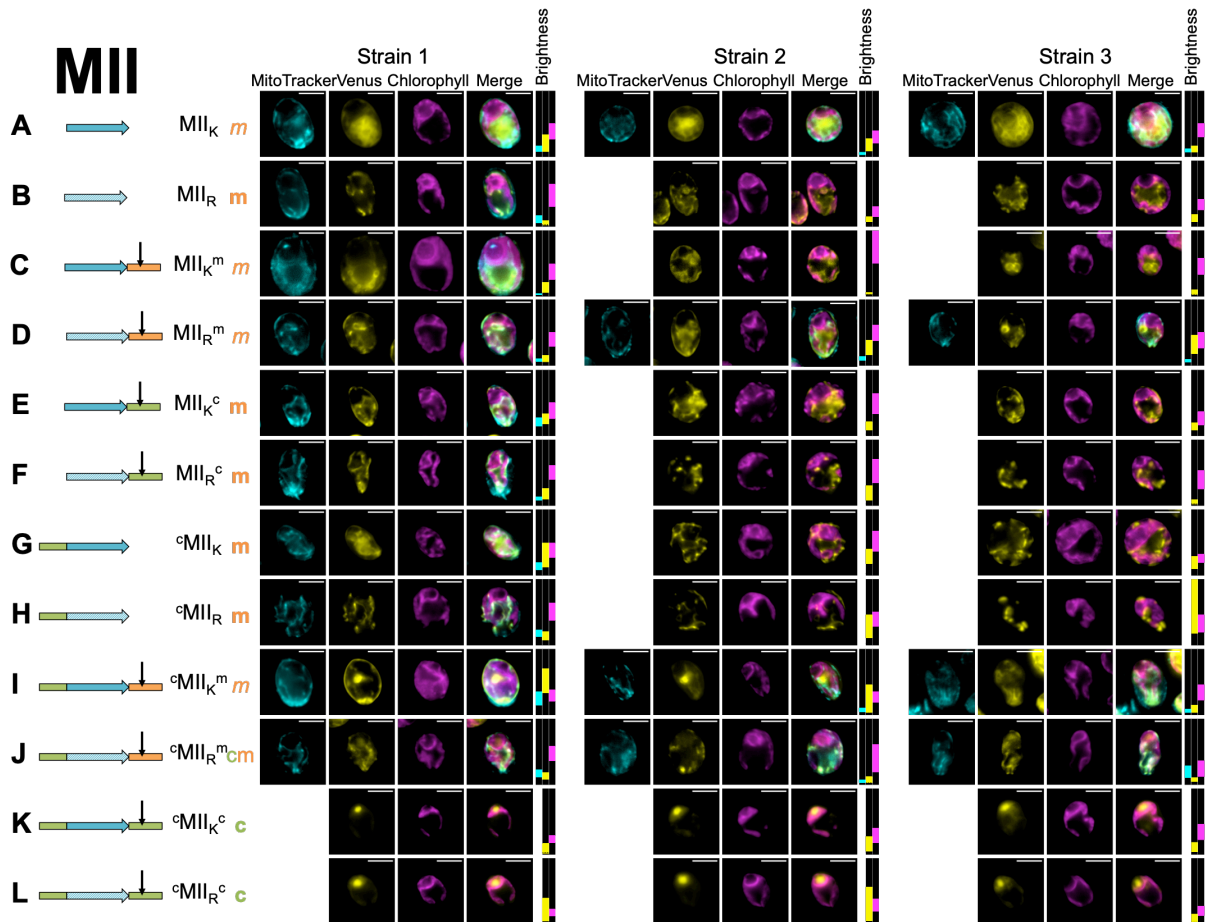 MII
Strain 1
Strain 2
Strain 3
MitoTracker Venus Chlorophyll Merge Brightness
MitoTracker Venus Chlorophyll Merge Brightness
MitoTracker Venus Chlorophyll Merge Brightness
A MIIK m
B MIIR m
C MIIKm m
D MIIRm m
E MIIKc m
F MIIRc m
G cMIIK m
H cMIIR m
I cMIIKm m
J cMIIRm cm
K cMIIKc c
L cMIIRc c